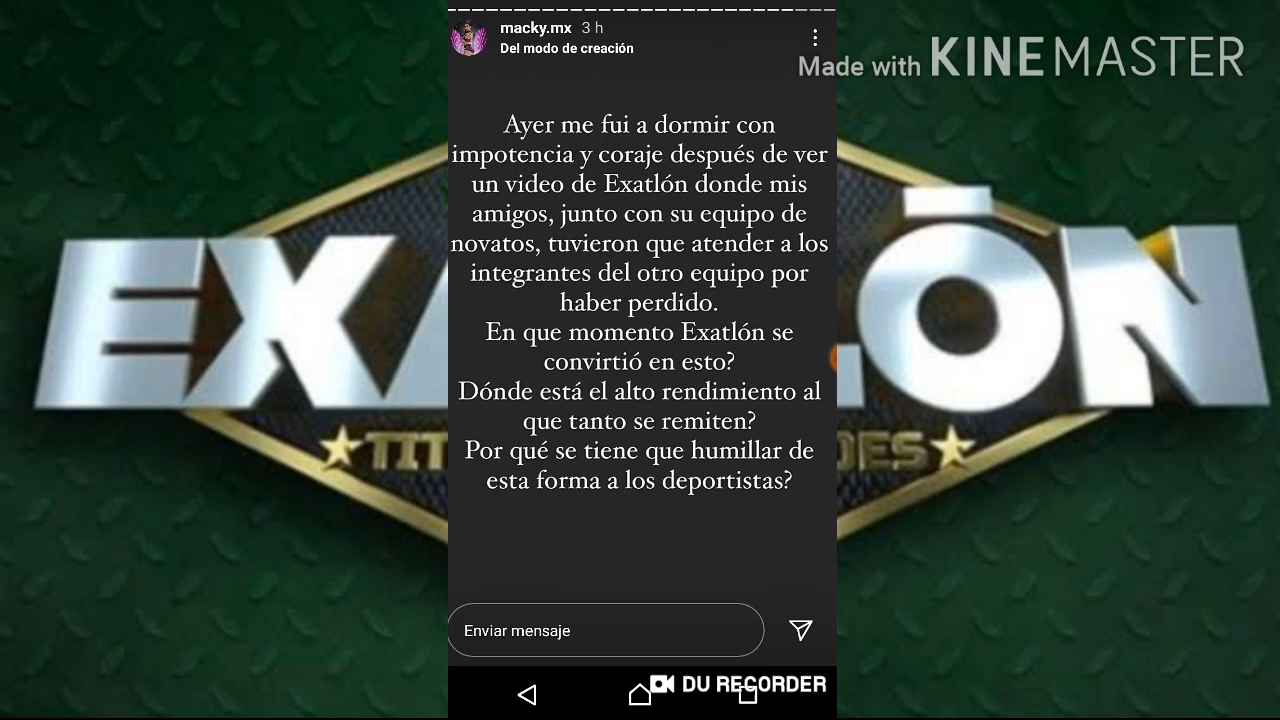 macky.mx 3 h
Del modo de creación
Made with KINEMASTER
Ayer me fui a dormir con
impotencia y coraje después de ver
un video de Exatlón donde mis
amigos, junto con su equipo de
novatos, tuvieron que atender a los
integrantes del otro equipo por
haber perdido.
En que momento Exatlón se
convirtió en esto?
Dónde está el alto rendimiento al
que tanto se remiten?
Por qué se tiene que humillar de
esta forma a los deportistas?
Enviar mensaje
DU RECORDER